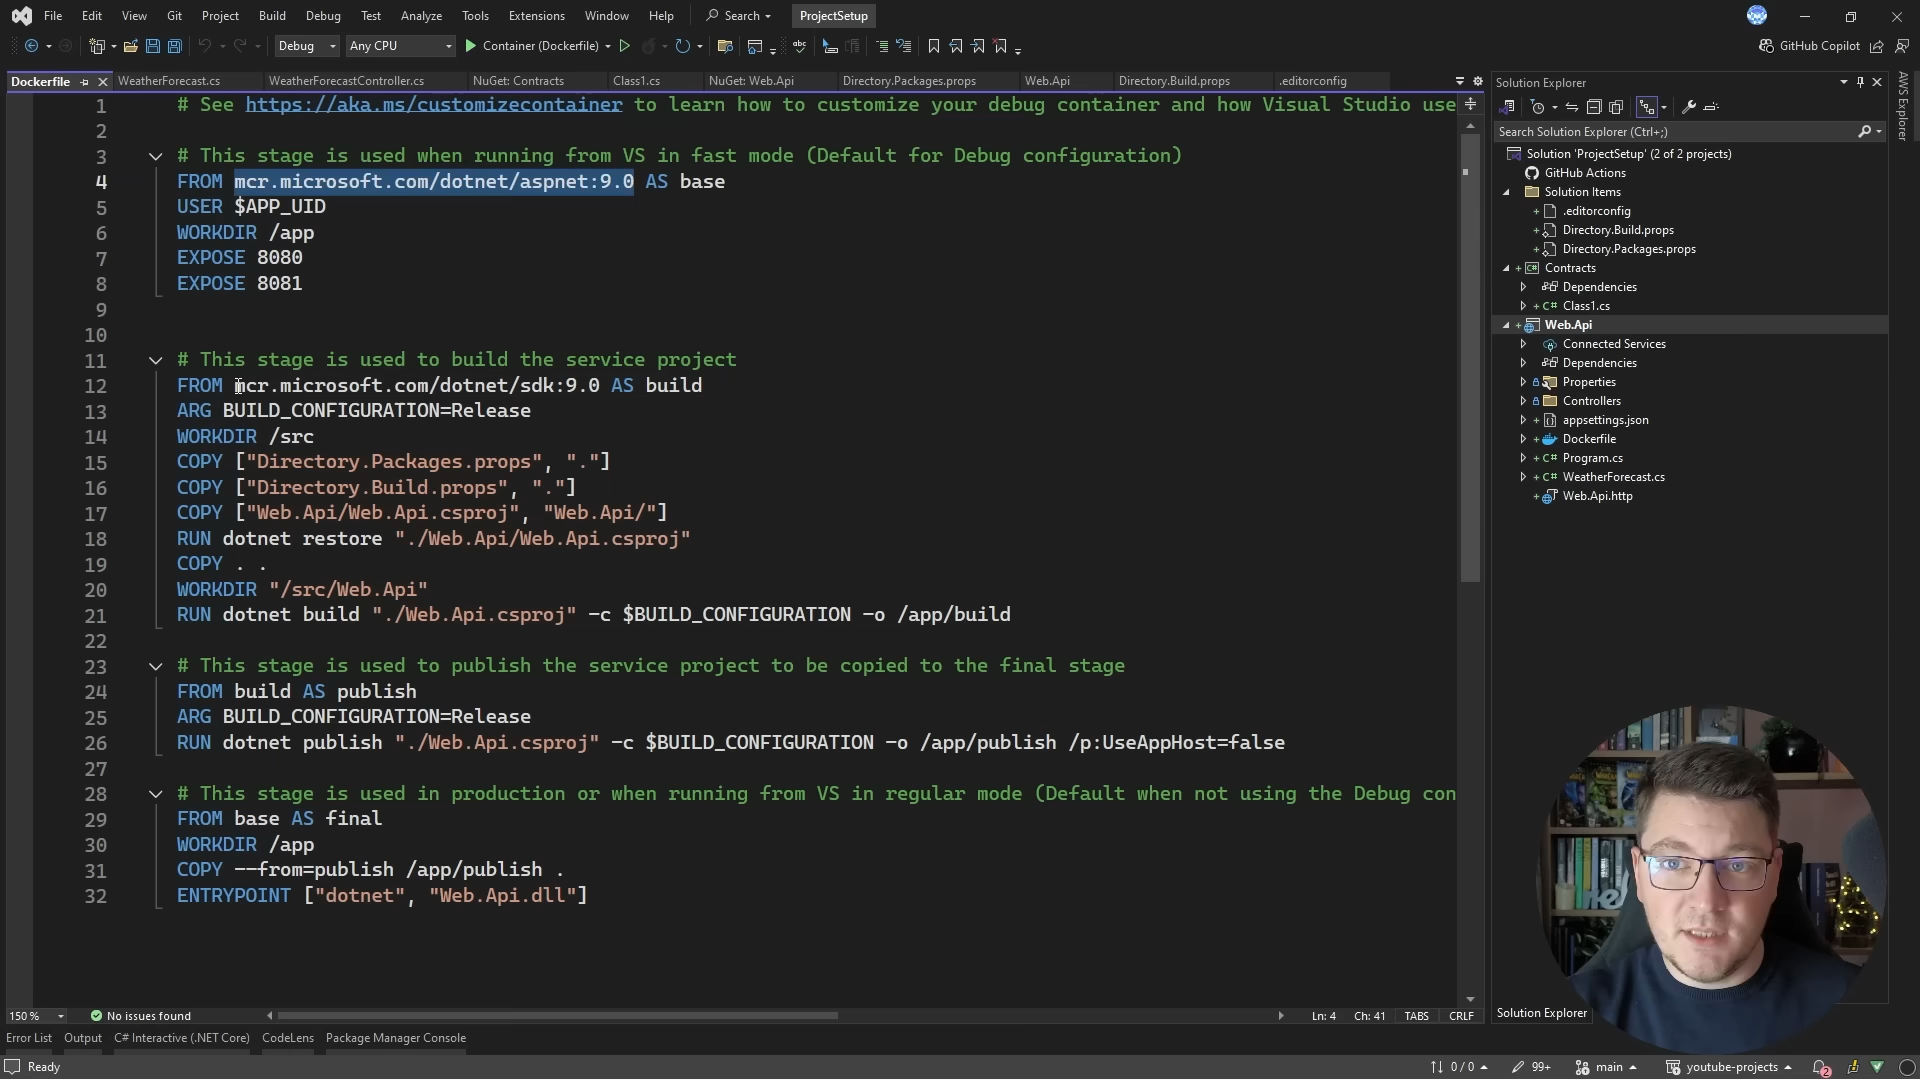 File Edit View Git Project Build Debug Test Analyze Tools Extensions Window Help Search ProjectSetup
Debug Any CPU Container (Dockerfile) GitHub Copilot
Dockerfile WeatherForecast.cs WeatherForecastController.cs NuGet: Contracts Class1.cs NuGet: Web.Api Directory.Packages.props Web.Api Directory.Build.props .editorconfig
1 # See https://aka.ms/customizecontainer to learn how to customize your debug container and how Visual Studio use
2
3 # This stage is used when running from VS in fast mode (Default for Debug configuration)
4 FROM mcr.microsoft.com/dotnet/aspnet:9.0 AS base
5 USER $APP_UID
6 WORKDIR /app
7 EXPOSE 8080
8 EXPOSE 8081
9
10
11 # This stage is used to build the service project
12 FROM mcr.microsoft.com/dotnet/sdk:9.0 AS build
13 ARG BUILD_CONFIGURATION=Release
14 WORKDIR /src
15 COPY ["Directory.Packages.props", "."]
16 COPY ["Directory.Build.props", "."]
17 COPY ["Web.Api/Web.Api.csproj", "Web.Api/"]
18 RUN dotnet restore "./Web.Api/Web.Api.csproj"
19 COPY . .
20 WORKDIR "/src/Web.Api"
21 RUN dotnet build "./Web.Api.csproj" -c $BUILD_CONFIGURATION -o /app/build
22
23 # This stage is used to publish the service project to be copied to the final stage
24 FROM build AS publish
25 ARG BUILD_CONFIGURATION=Release
26 RUN dotnet publish "./Web.Api.csproj" -c $BUILD_CONFIGURATION -o /app/publish /p:UseAppHost=false
27
28 # This stage is used in production or when running from VS in regular mode (Default when not using the Debug con
29 FROM base AS final
30 WORKDIR /app
31 COPY --from=publish /app/publish .
32 ENTRYPOINT ["dotnet", "Web.Api.dll"]
150 % No issues found Ln: 4 Ch: 41 TABS CRLF
Error List Output C# Interactive (.NET Core) CodeLens Package Manager Console
Solution Explorer
Search Solution Explorer (Ctrl+;)
Solution 'ProjectSetup' (2 of 2 projects)
GitHub Actions
Solution Items
.editorconfig
Directory.Build.props
Directory.Packages.props
Contracts
Dependencies
C# Class1.cs
Web.Api
Connected Services
Dependencies
Properties
Controllers
appsettings.json
Dockerfile
C# Program.cs
C# WeatherForecast.cs
Web.Api.http
Solution Explorer
AWS Explorer
Ready 0 / 0 99+ main youtube-projects 2